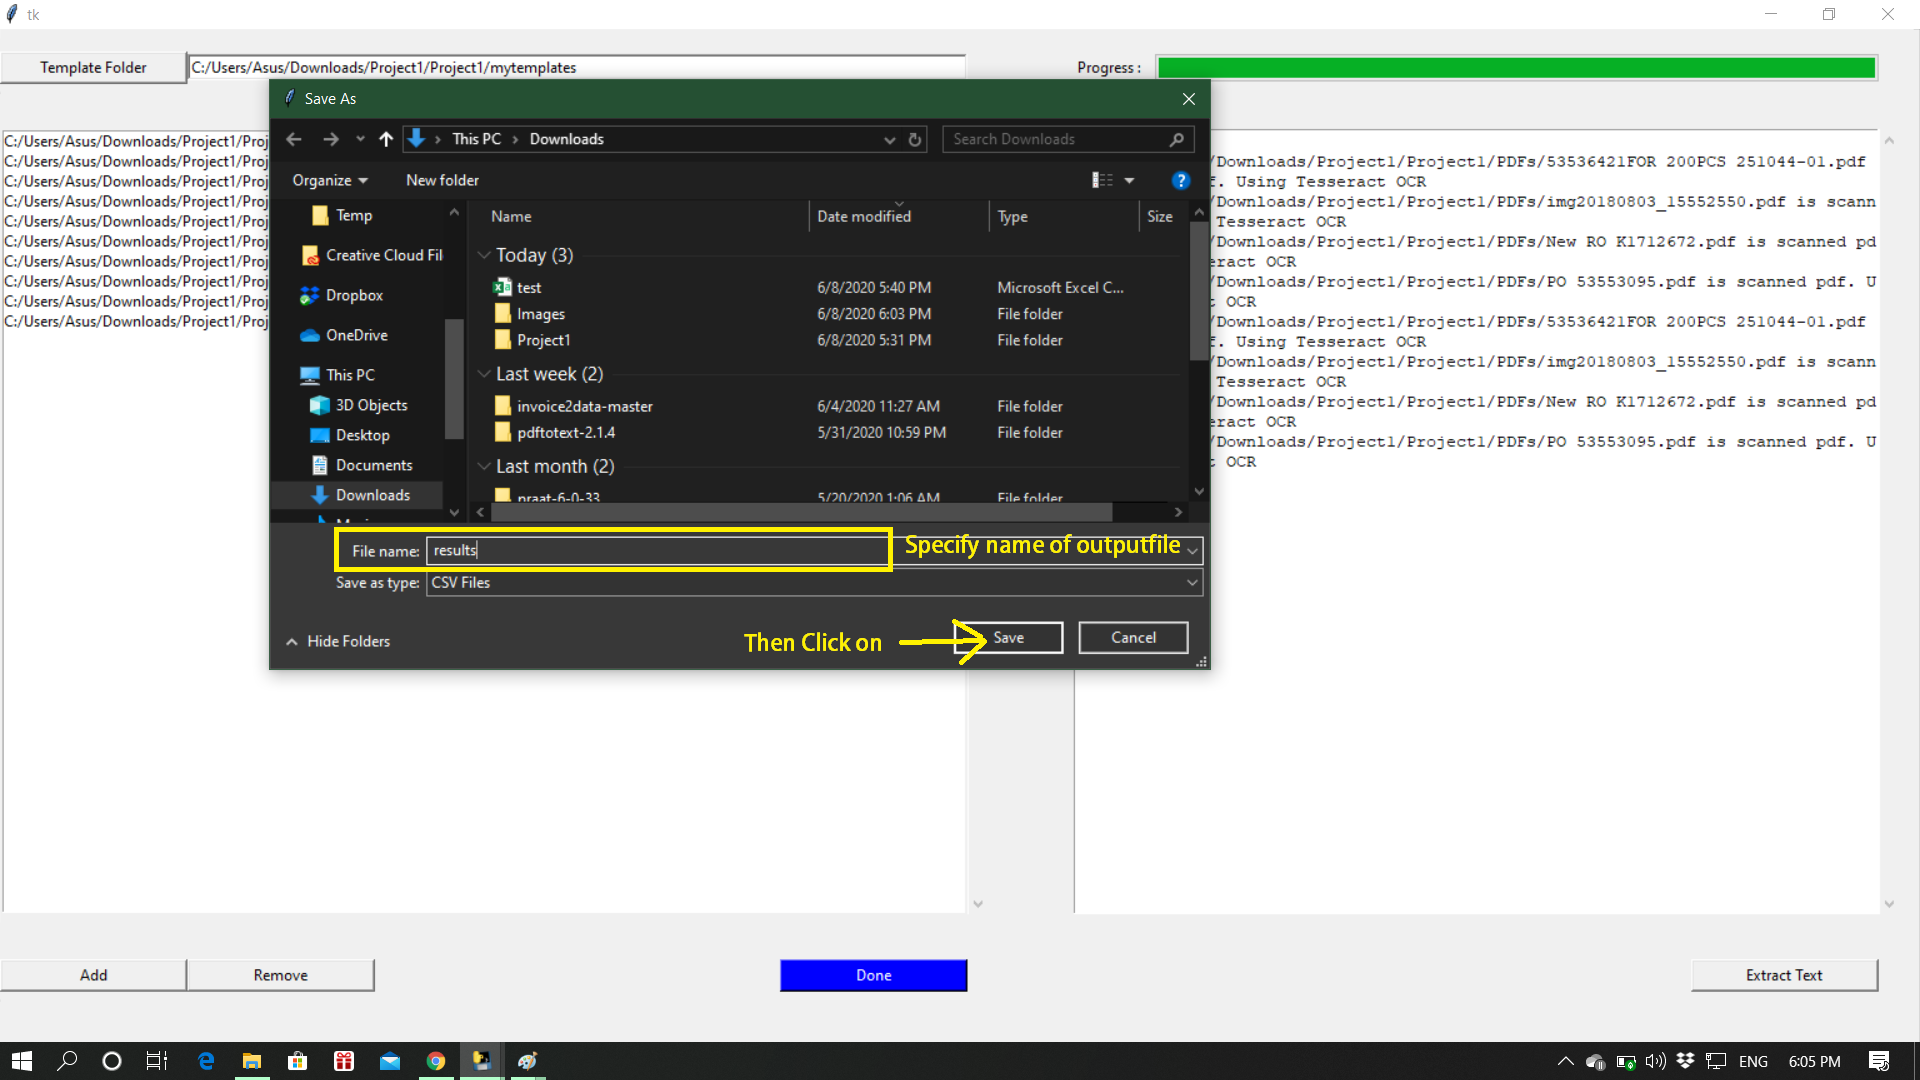 tk
Template Folder
C:/Users/Asus/Downloads/Project1/Project1/mytemplates
Progress :
Save As
This PC
Downloads
Search Downloads
Organize
New folder
Temp
Creative Cloud Fil
Dropbox
OneDrive
This PC
3D Objects
Desktop
Documents
Downloads
Name
Date modified
Type
Size
Today (3)
test 6/8/2020 5:40 PM Microsoft Excel C...
Images 6/8/2020 6:03 PM File folder
Project1 6/8/2020 5:31 PM File folder
Last week (2)
invoice2data-master 6/4/2020 11:27 AM File folder
pdftotext-2.1.4 5/31/2020 10:59 PM File folder
Last month (2)
praat-6-0-33 5/20/2020 1:06 AM File folder
File name: results
Specify name of outputfile
Save as type: CSV Files
Hide Folders
Then Click on
Save
Cancel
C:/Users/Asus/Downloads/Project1/Proj
C:/Users/Asus/Downloads/Project1/Proj
C:/Users/Asus/Downloads/Project1/Proj
C:/Users/Asus/Downloads/Project1/Proj
C:/Users/Asus/Downloads/Project1/Proj
C:/Users/Asus/Downloads/Project1/Proj
C:/Users/Asus/Downloads/Project1/Proj
C:/Users/Asus/Downloads/Project1/Proj
C:/Users/Asus/Downloads/Project1/Proj
C:/Users/Asus/Downloads/Project1/Proj
/Downloads/Project1/Project1/PDFs/53536421FOR 200PCS 251044-01.pdf
f. Using Tesseract OCR
/Downloads/Project1/Project1/PDFs/img20180803_15552550.pdf is scann
Tesseract OCR
/Downloads/Project1/Project1/PDFs/New RO K1712672.pdf is scanned pd
eract OCR
/Downloads/Project1/Project1/PDFs/PO 53553095.pdf is scanned pdf. U
t OCR
/Downloads/Project1/Project1/PDFs/53536421FOR 200PCS 251044-01.pdf
f. Using Tesseract OCR
/Downloads/Project1/Project1/PDFs/img20180803_15552550.pdf is scann
Tesseract OCR
/Downloads/Project1/Project1/PDFs/New RO K1712672.pdf is scanned pd
eract OCR
/Downloads/Project1/Project1/PDFs/PO 53553095.pdf is scanned pdf. U
t OCR
Add
Remove
Done
Extract Text
ENG
6:05 PM